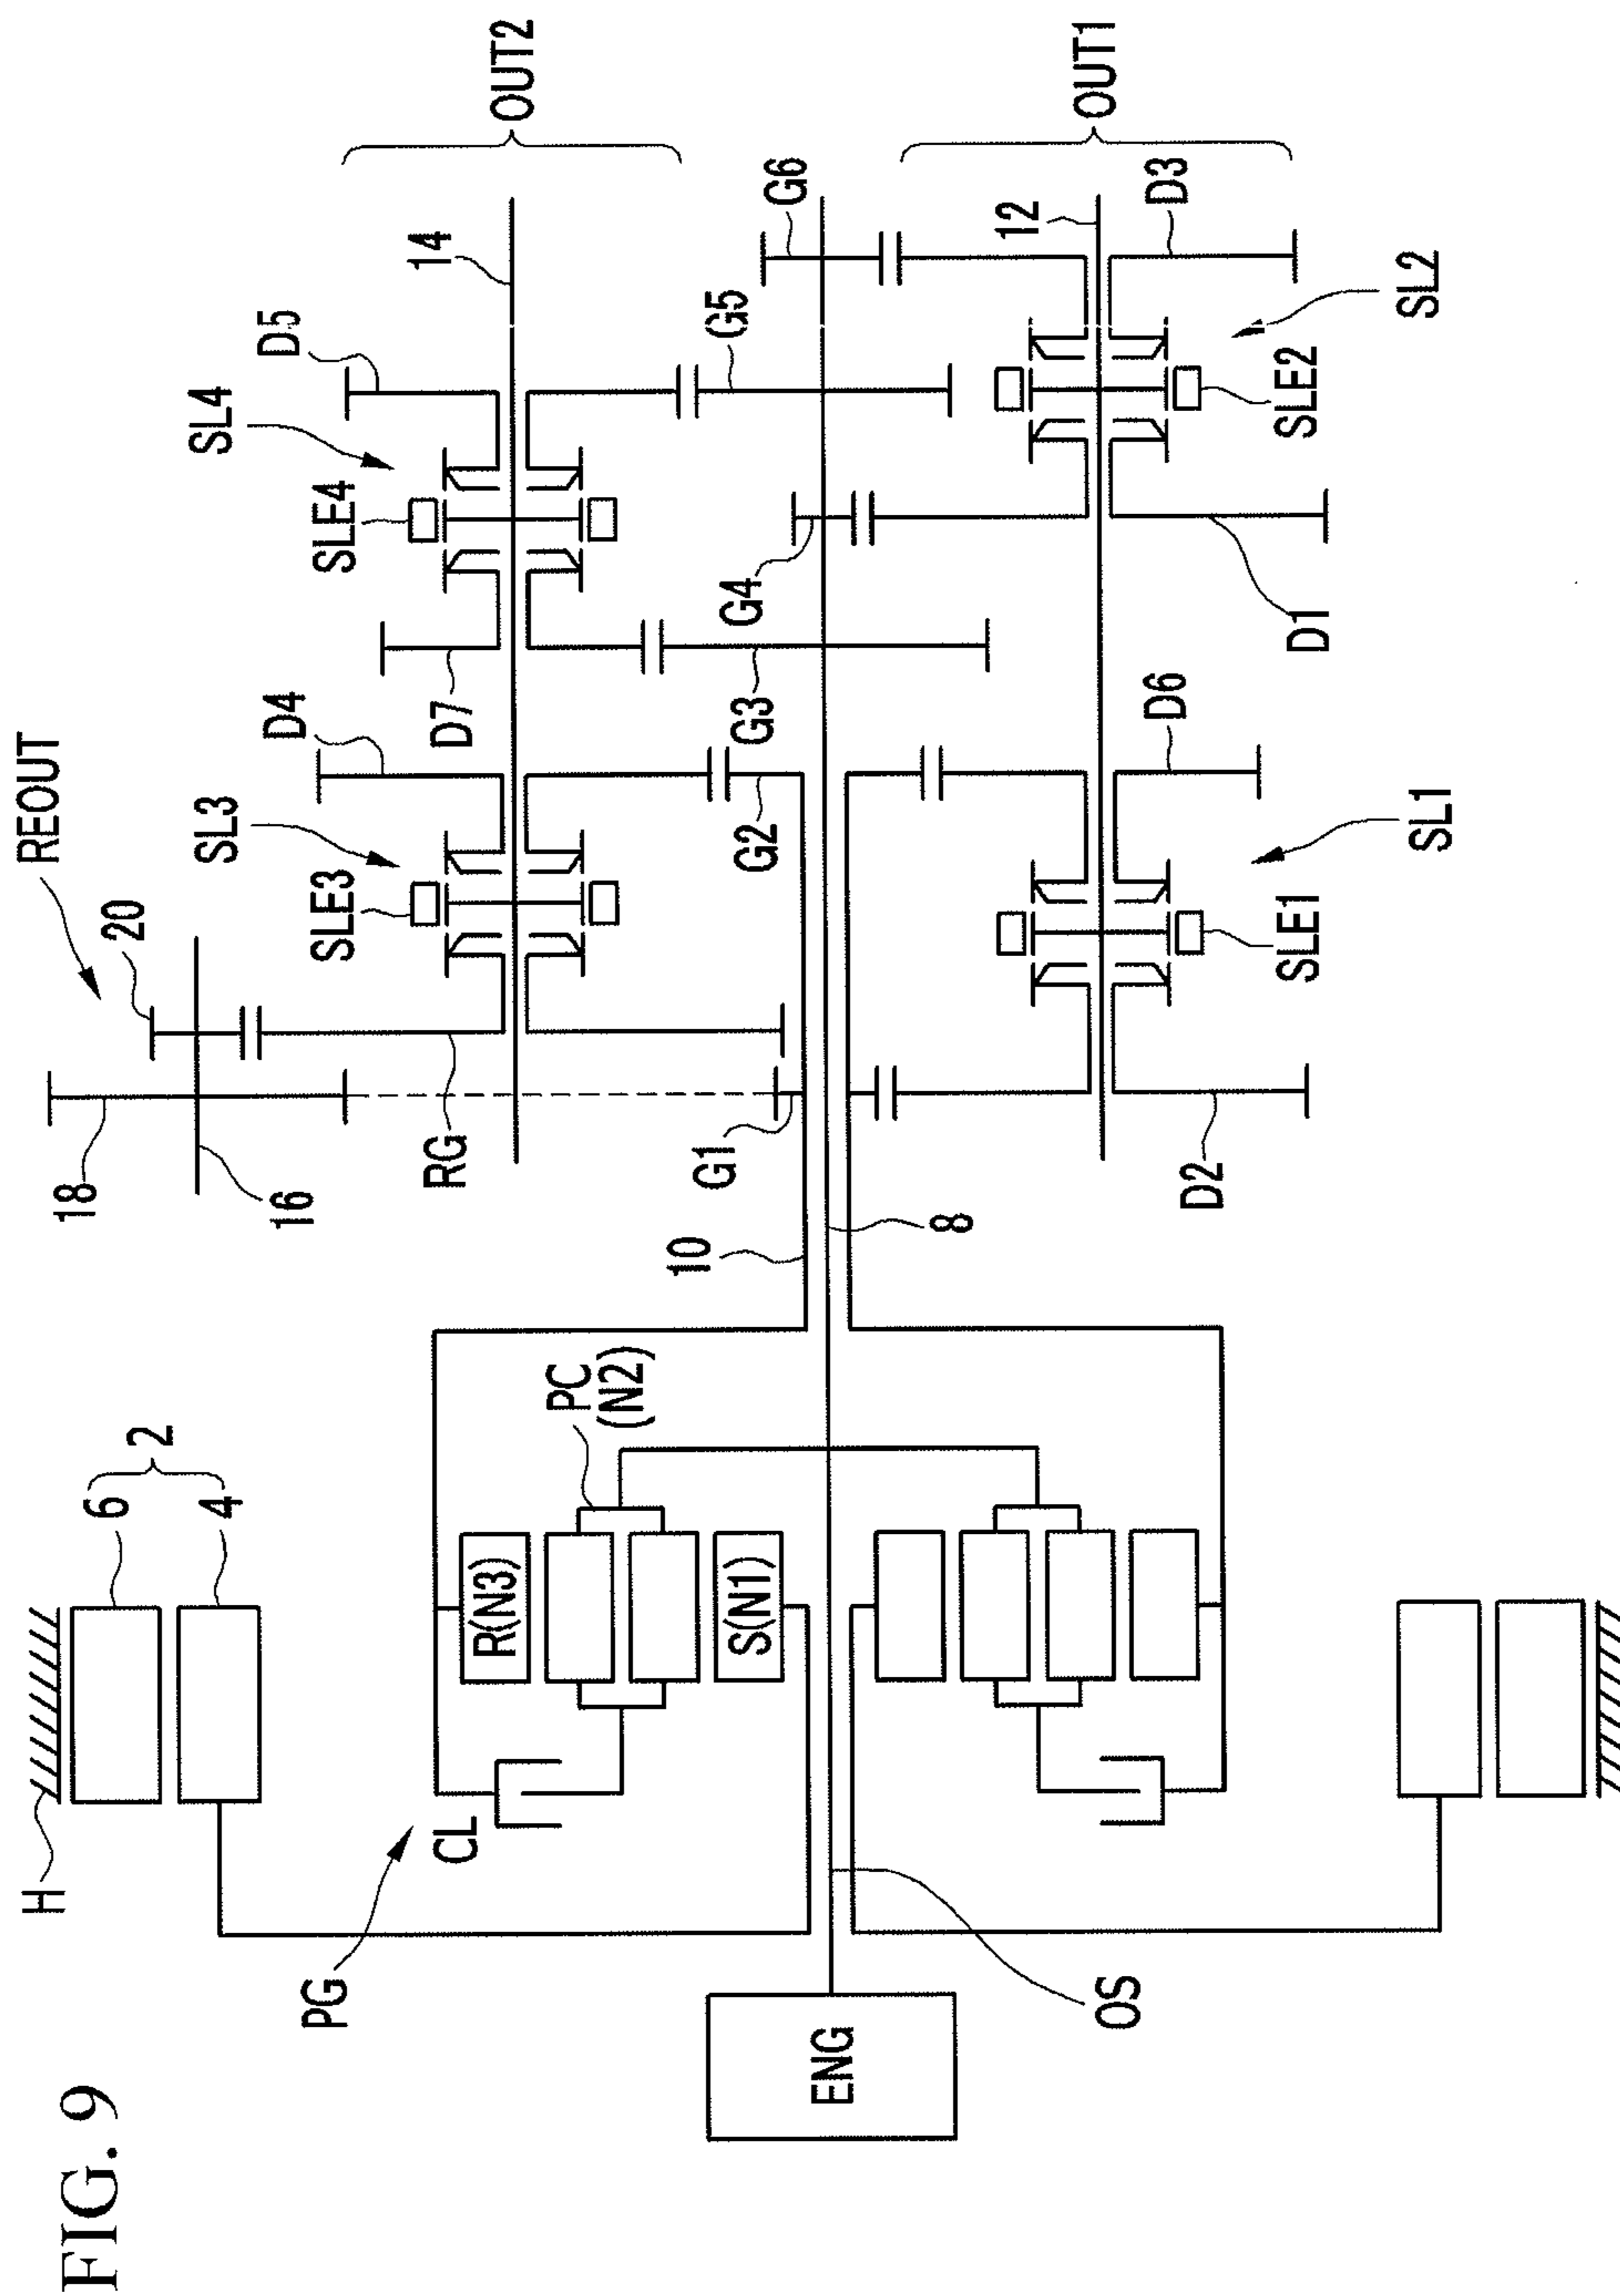 FIG. 9
REOUT
20
18
16
RG
SL3
SLE3
D4
D7
SL4
SLE4
D5
14
OUT2
G6
G5
G4
G3
G2
G1
10
8
12
D3
OUT1
SL2
SLE2
D1
D6
SL1
SLE1
D2
2
6
4
H
PC
(N2)
R(N3)
S(N1)
CL
PG
ENG
OS